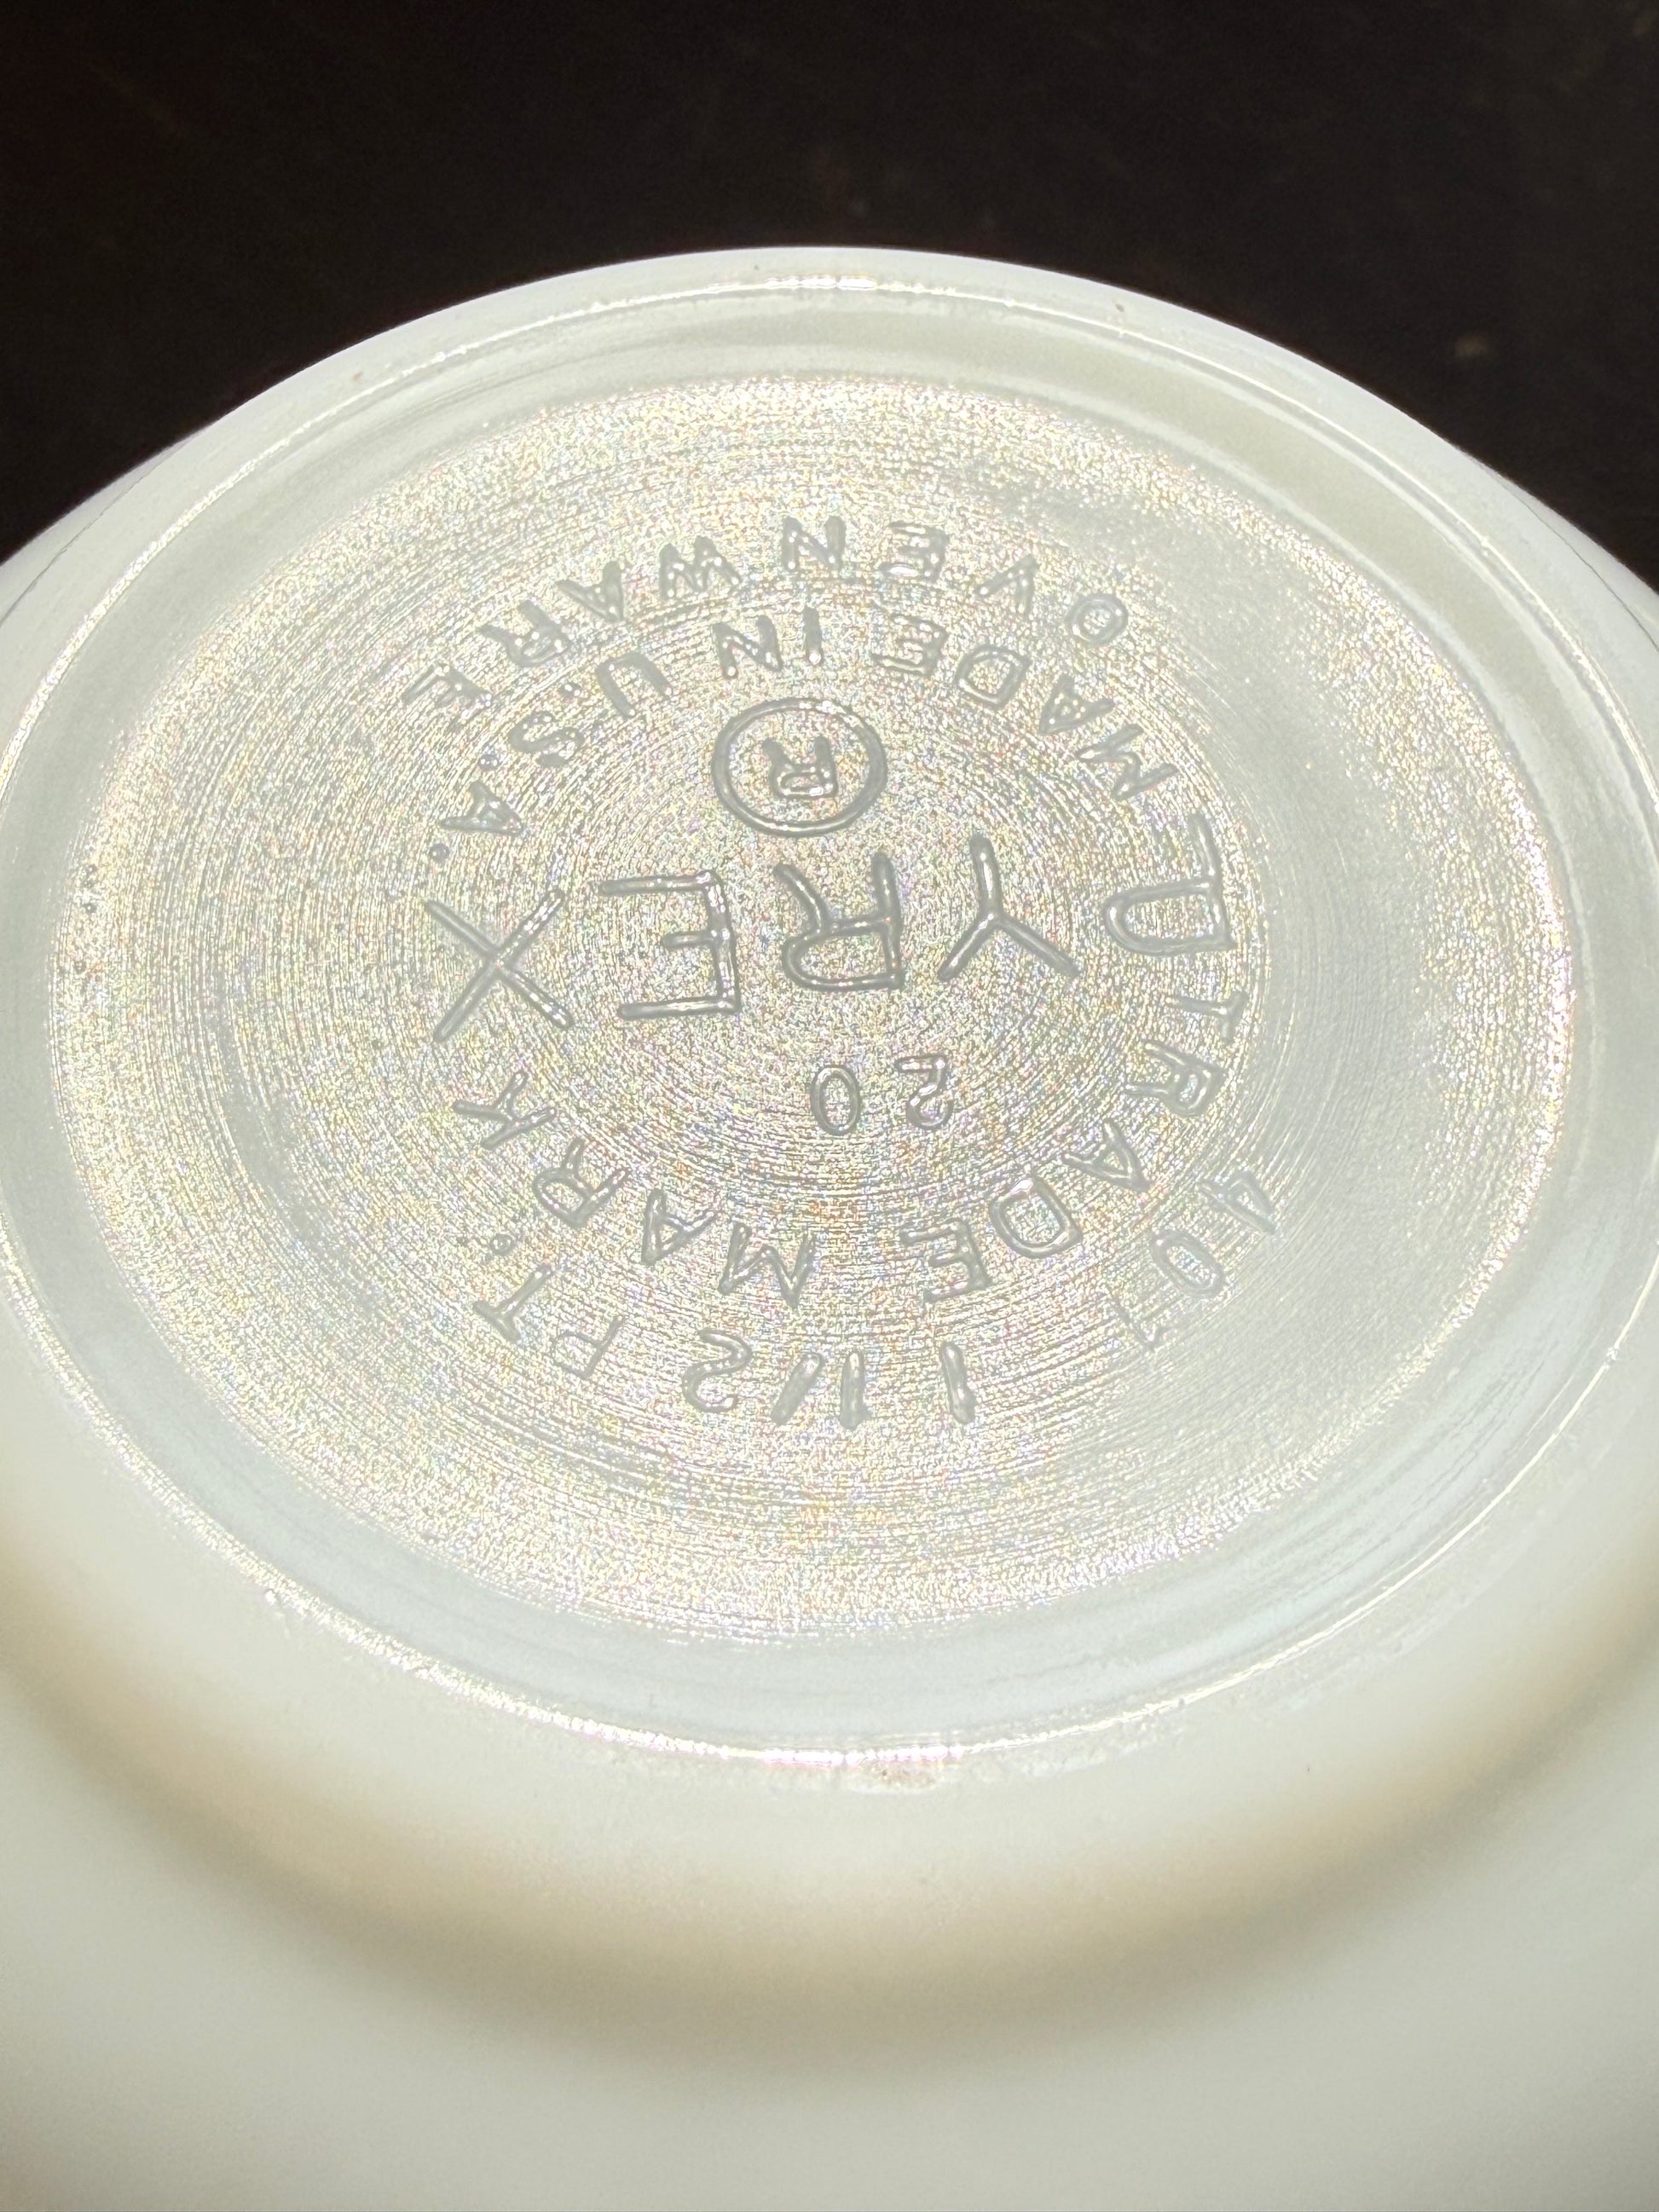 401 1 1/2 PT.
TRADE MARK
20
PYREX
®
MADE IN U.S.A.
OVENWARE